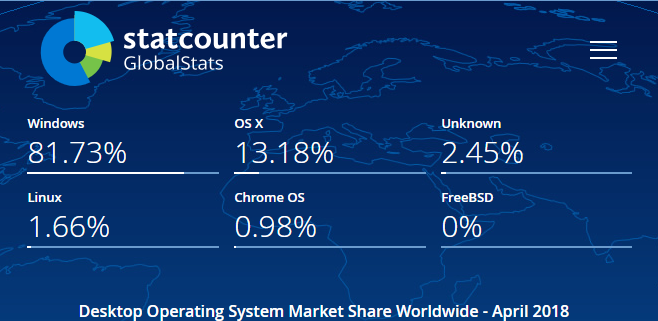 statcounter
GlobalStats
Windows OS X Unknown
81.73% 13.18% 2.45%
Linux Chrome OS FreeBSD
1.66% 0.98% 0%
Desktop Operating System Market Share Worldwide - April 2018